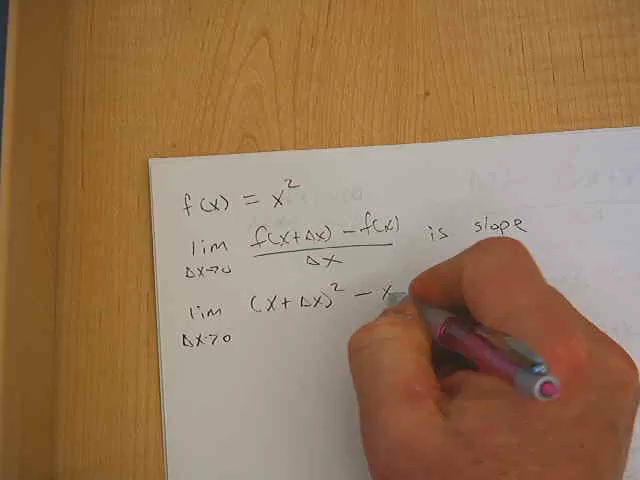 f(x) = x²
lim Δx→0 f(x+Δx) − f(x) / Δx is slope
lim Δx→0 (x+Δx)² − x